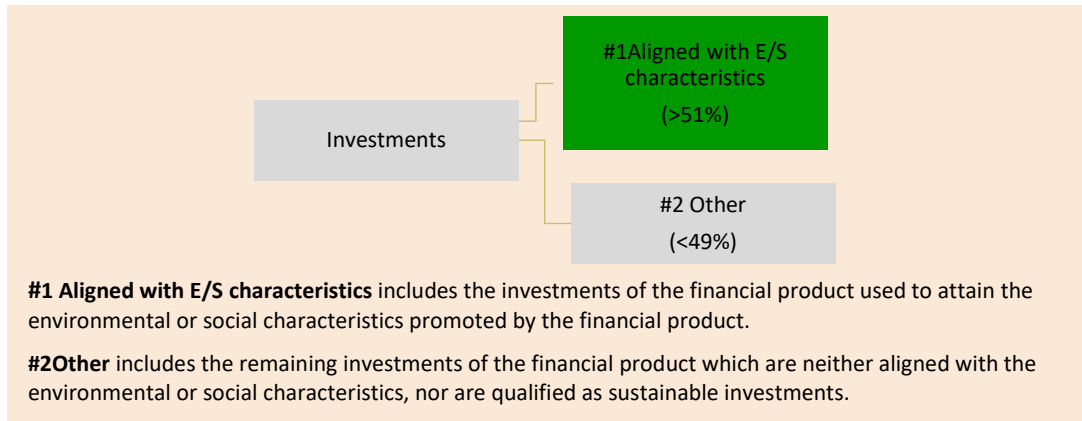 #1Aligned with E/S
characteristics
(>51%)
Investments
#2 Other
(<49%)
#1 Aligned with E/S characteristics includes the investments of the financial product used to attain the
environmental or social characteristics promoted by the financial product.
#2Other includes the remaining investments of the financial product which are neither aligned with the
environmental or social characteristics, nor are qualified as sustainable investments.